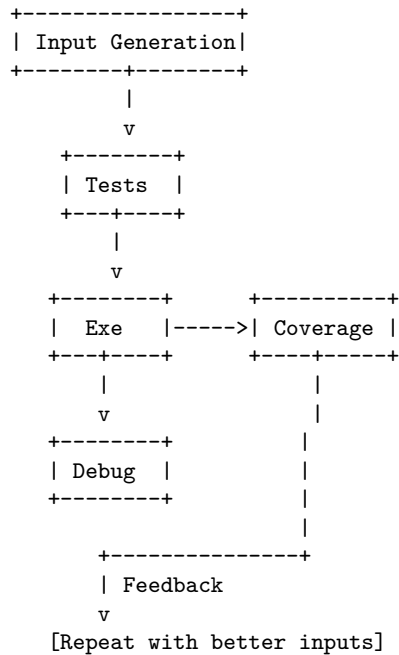 Input Generation
Tests
Exe
Coverage
Debug
Feedback
[Repeat with better inputs]